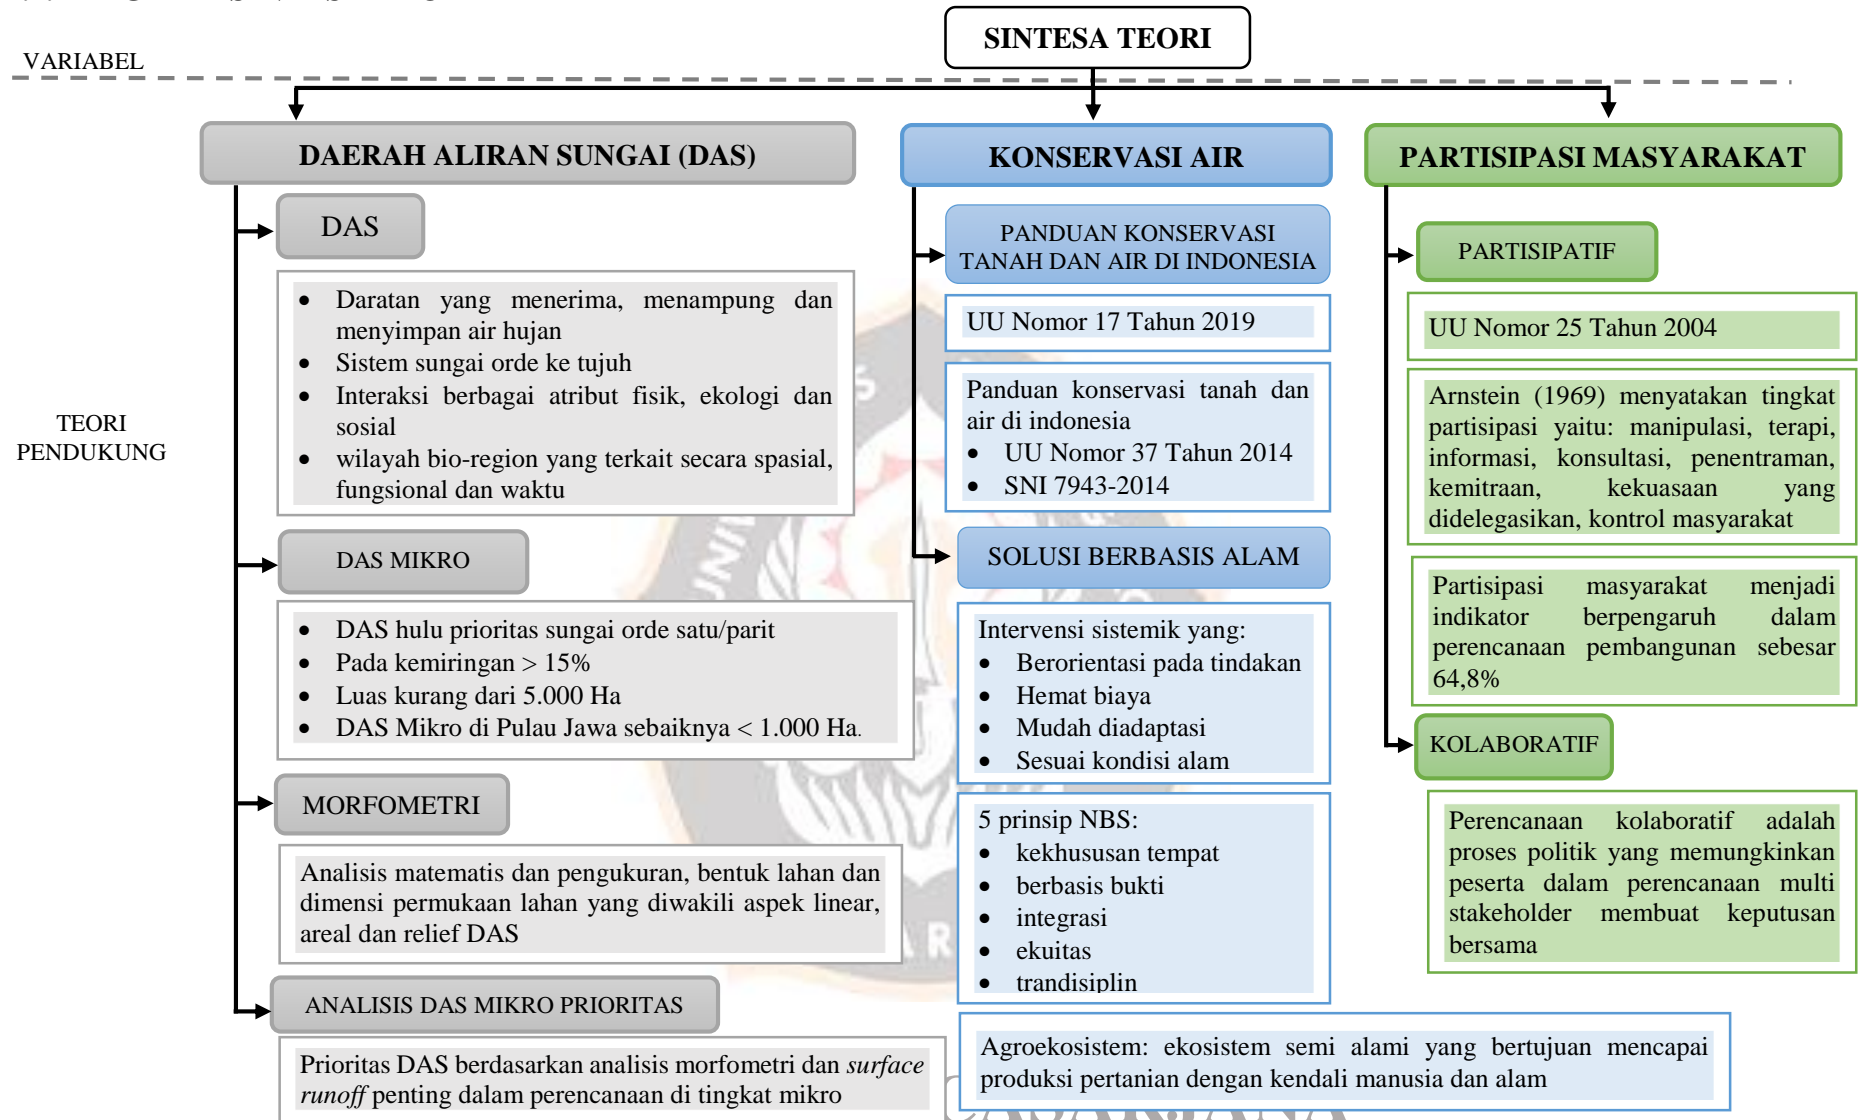 SINTESA TEORI
VARIABEL
DAERAH ALIRAN SUNGAI (DAS)
DAS
• Daratan yang menerima, menampung dan
menyimpan air hujan
• Sistem sungai orde ke tujuh
• Interaksi berbagai atribut fisik, ekologi dan
sosial
• wilayah bio-region yang terkait secara spasial,
fungsional dan waktu
TEORI
PENDUKUNG
DAS MIKRO
• DAS hulu prioritas sungai orde satu/parit
• Pada kemiringan > 15%
• Luas kurang dari 5.000 Ha
• DAS Mikro di Pulau Jawa sebaiknya < 1.000 Ha.
MORFOMETRI
Analisis matematis dan pengukuran, bentuk lahan dan
dimensi permukaan lahan yang diwakili aspek linear,
areal dan relief DAS
ANALISIS DAS MIKRO PRIORITAS
Prioritas DAS berdasarkan analisis morfometri dan surface
runoff penting dalam perencanaan di tingkat mikro
KONSERVASI AIR
PANDUAN KONSERVASI
TANAH DAN AIR DI INDONESIA
UU Nomor 17 Tahun 2019
Panduan konservasi tanah dan
air di indonesia
• UU Nomor 37 Tahun 2014
• SNI 7943-2014
SOLUSI BERBASIS ALAM
Intervensi sistemik yang:
• Berorientasi pada tindakan
• Hemat biaya
• Mudah diadaptasi
• Sesuai kondisi alam
5 prinsip NBS:
• kekhususan tempat
• berbasis bukti
• integrasi
• ekuitas
• trandisiplin
Agroekosistem: ekosistem semi alami yang bertujuan mencapai
produksi pertanian dengan kendali manusia dan alam
PARTISIPASI MASYARAKAT
PARTISIPATIF
UU Nomor 25 Tahun 2004
Arnstein (1969) menyatakan tingkat
partisipasi yaitu: manipulasi, terapi,
informasi, konsultasi, penentraman,
kemitraan, kekuasaan yang
didelegasikan, kontrol masyarakat
Partisipasi masyarakat menjadi
indikator berpengaruh dalam
perencanaan pembangunan sebesar
64,8%
KOLABORATIF
Perencanaan kolaboratif adalah
proses politik yang memungkinkan
peserta dalam perencanaan multi
stakeholder membuat keputusan
bersama